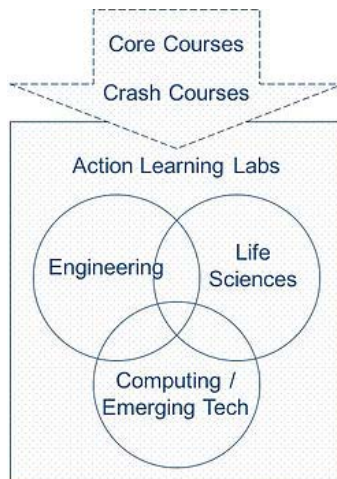 Core Courses
Crash Courses
Action Learning Labs
Engineering
Life
Sciences
Computing /
Emerging Tech